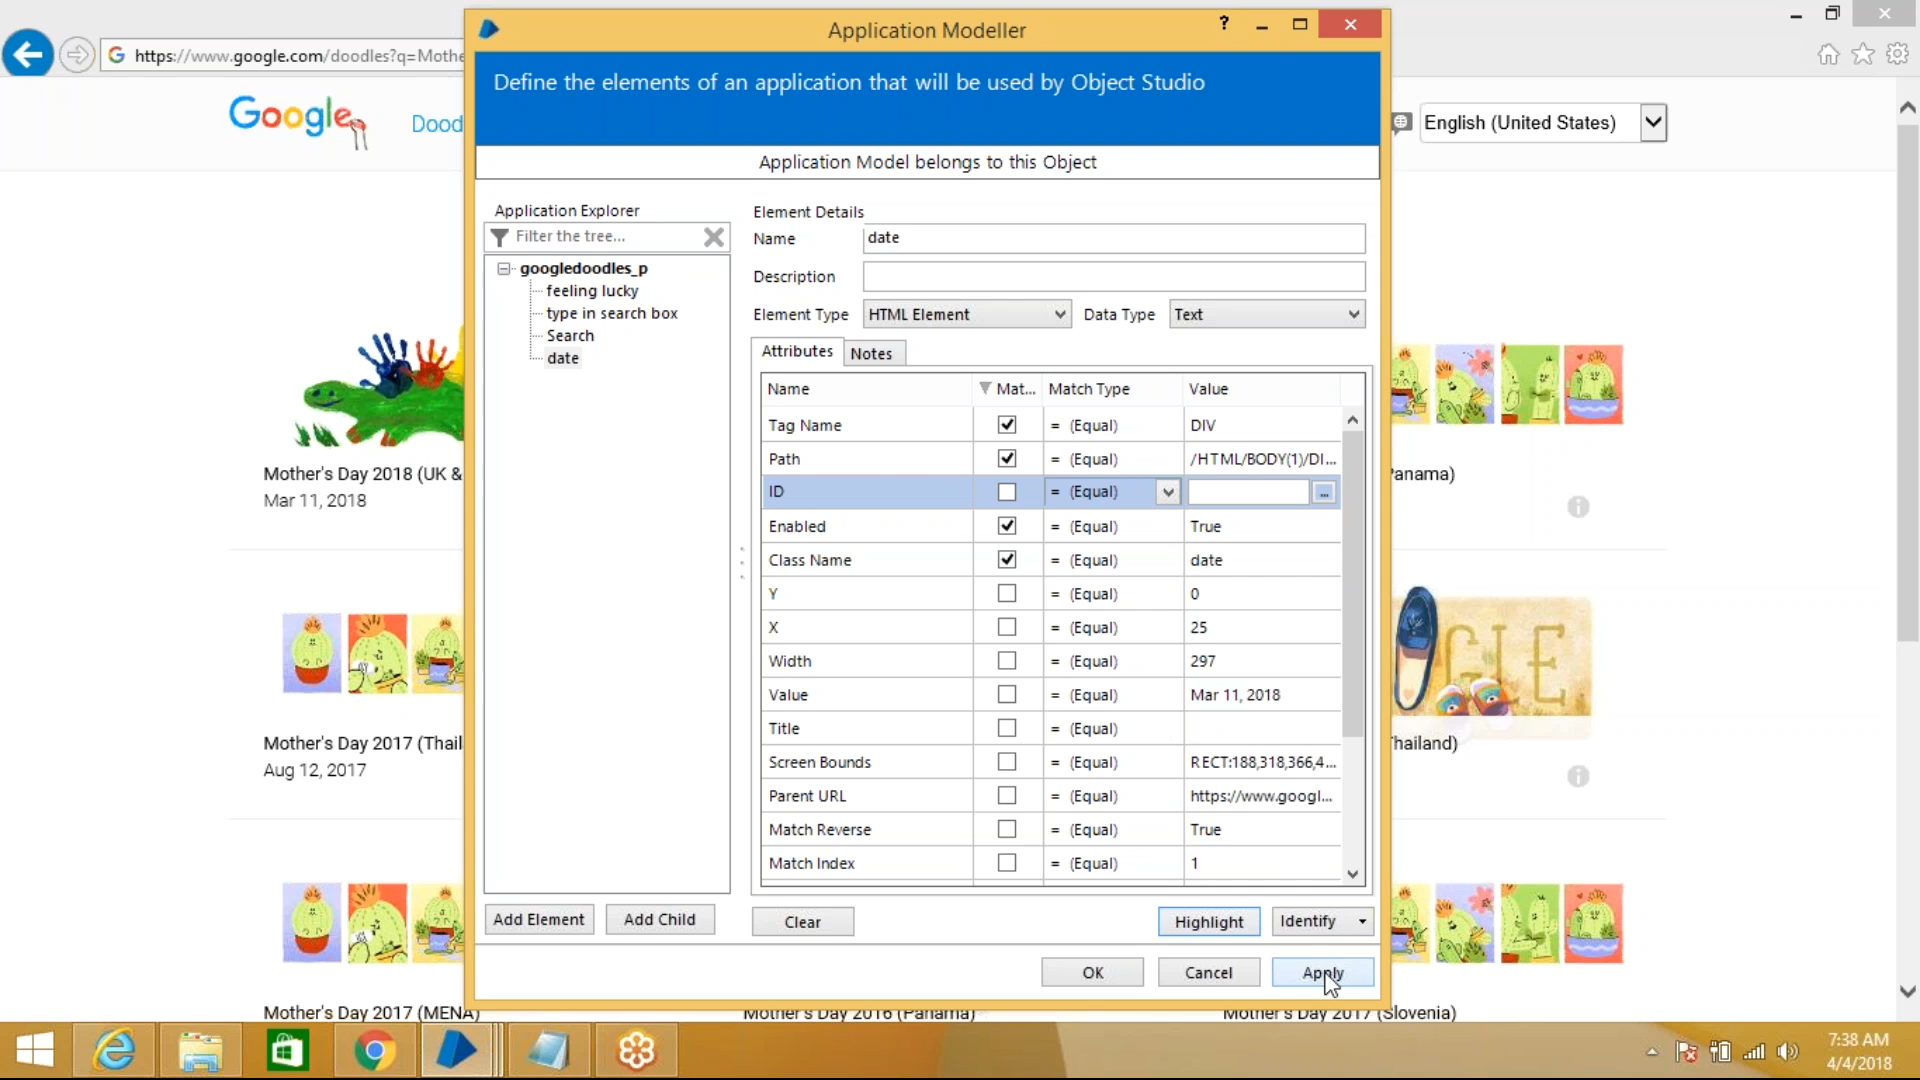 Application Modeller
?
https://www.google.com/doodles?q=Mothe
Define the elements of an application that will be used by Object Studio
Google
Dood
English (United States)
Application Model belongs to this Object
Application Explorer
Filter the tree...
googledoodles_p
feeling lucky
type in search box
Search
date
Element Details
Name
date
Description
Element Type
HTML Element
Data Type
Text
Attributes
Notes
Name Mat... Match Type Value
Tag Name = (Equal) DIV
Path = (Equal) /HTML/BODY(1)/DI...
ID = (Equal) ...
Enabled = (Equal) True
Class Name = (Equal) date
Y = (Equal) 0
X = (Equal) 25
Width = (Equal) 297
Value = (Equal) Mar 11, 2018
Title = (Equal)
Screen Bounds = (Equal) RECT:188,318,366,4...
Parent URL = (Equal) https://www.googl...
Match Reverse = (Equal) True
Match Index = (Equal) 1
Add Element
Add Child
Clear
Highlight
Identify
OK
Cancel
Apply
Mother's Day 2018 (UK &
Mar 11, 2018
Panama)
GLE
Mother's Day 2017 (Thail
Aug 12, 2017
hailand)
Mother's Day 2017 (MENA)
Mother's Day 2016 (Panama)
Mother's Day 2017 (Slovenia)
7:38 AM
4/4/2018